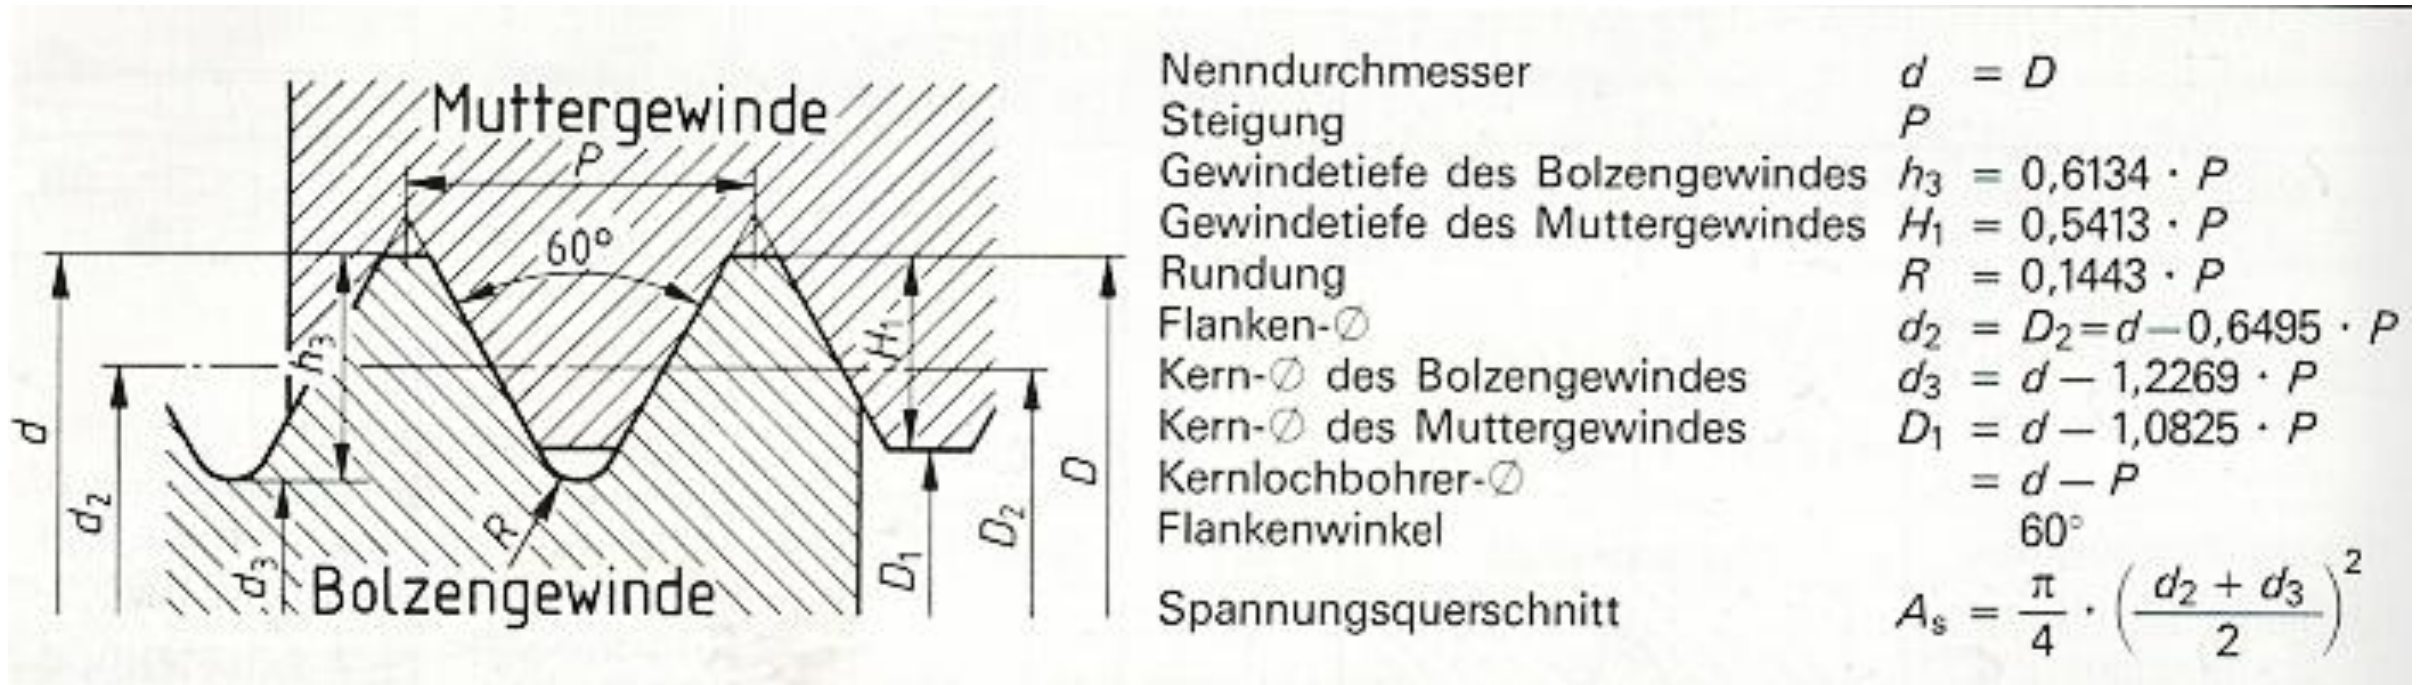 Muttergewinde
P
60°
h₃
H₁
d
d₂
d₃
R
D₁
D₂
D
Bolzengewinde
Nenndurchmesser d = D
Steigung P
Gewindetiefe des Bolzengewindes h₃ = 0,6134 · P
Gewindetiefe des Muttergewindes H₁ = 0,5413 · P
Rundung R = 0,1443 · P
Flanken-∅ d₂ = D₂=d—0,6495 · P
Kern-∅ des Bolzengewindes d₃ = d — 1,2269 · P
Kern-∅ des Muttergewindes D₁ = d — 1,0825 · P
Kernlochbohrer-∅ = d — P
Flankenwinkel 60°
Spannungsquerschnitt Aₛ = π/4 · ((d₂ + d₃)/2)²